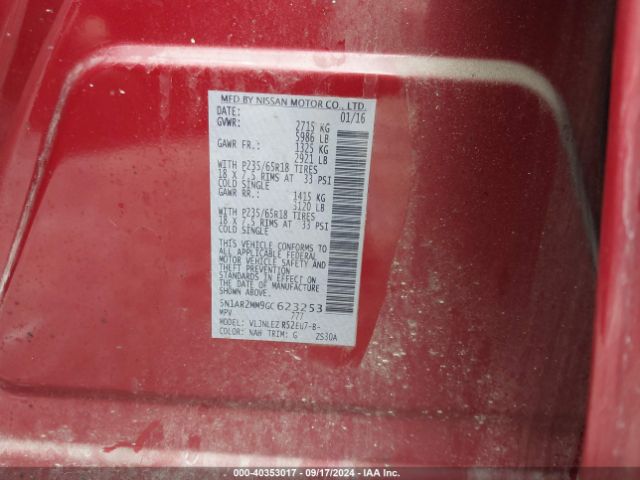 MFD BY NISSAN MOTOR CO., LTD.
DATE: 01/16
GVWR: 2715 KG
5986 LB
GAWR FR.: 1325 KG
2921 LB
WITH P235/65R18 TIRES
18 X 7.5 RIMS AT 33 PSI
COLD SINGLE
GAWR RR.: 1415 KG
3120 LB
WITH P235/65R18 TIRES
18 X 7.5 RIMS AT 33 PSI
COLD SINGLE
THIS VEHICLE CONFORMS TO
ALL APPLICABLE FEDERAL
MOTOR VEHICLE SAFETY AND
THEFT PREVENTION
STANDARDS IN EFFECT ON
THE DATE OF MANUFACTURE
SHOWN ABOVE.
5N1AR2MM9GC623253
MPV 777
MODEL: VLJNLEZ R52EU7-B-
COLOR: NAH TRIM: G ZS30A
000-40353017 - 09/17/2024 - IAA Inc.